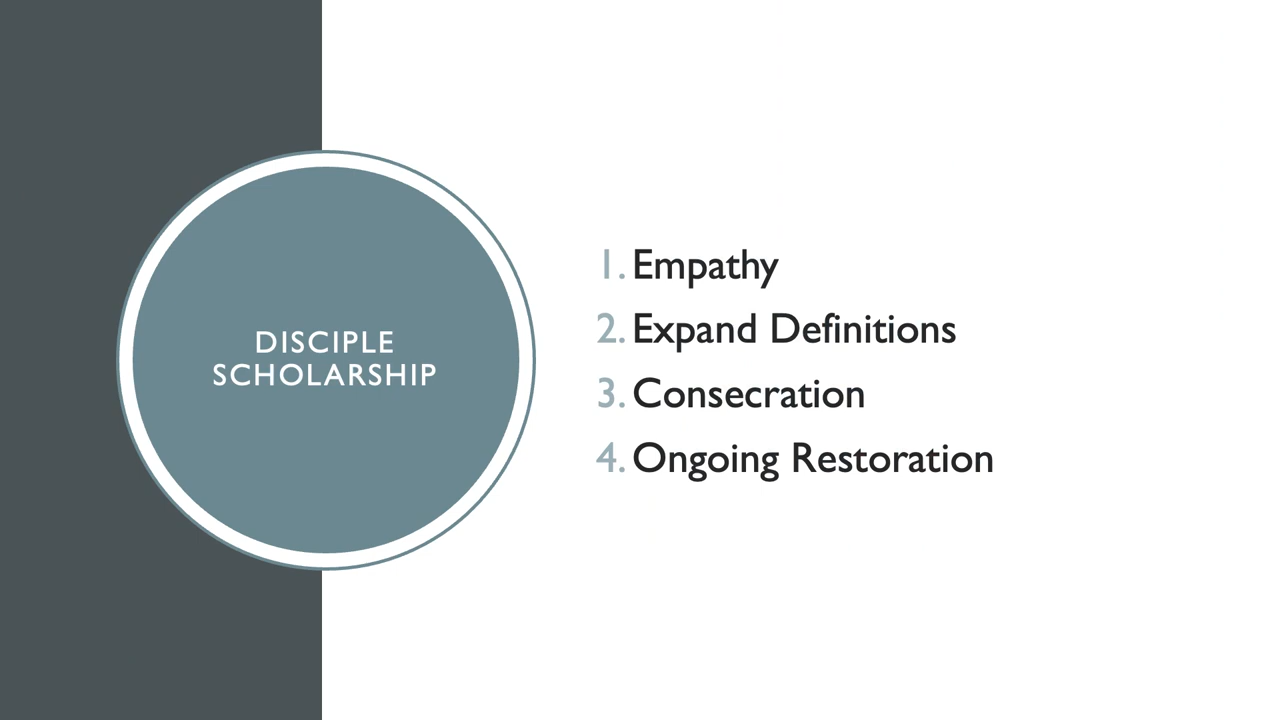 DISCIPLE
SCHOLARSHIP
1. Empathy
2. Expand Definitions
3. Consecration
4. Ongoing Restoration